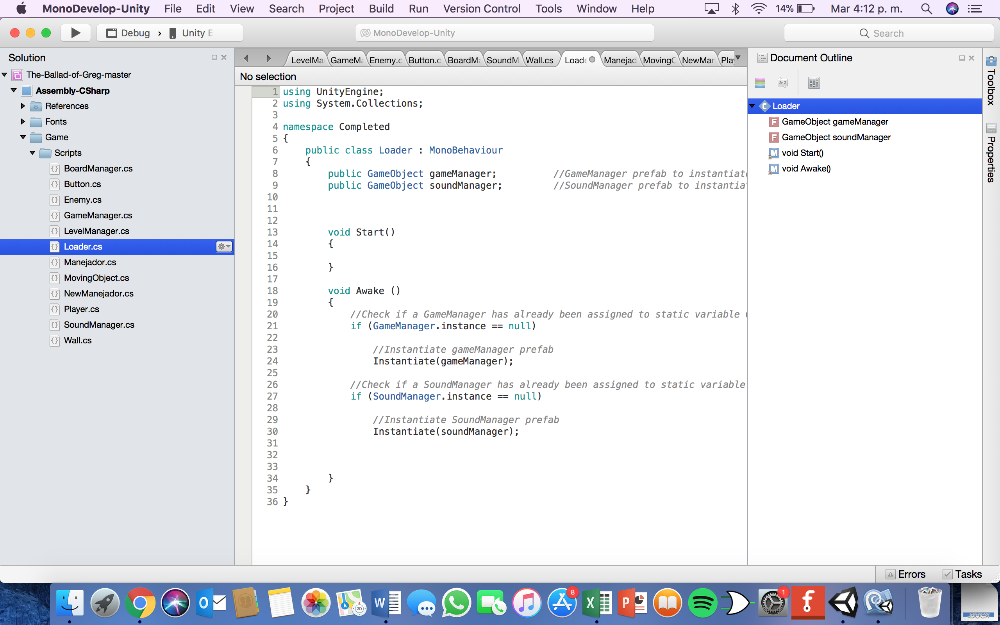 MonoDevelop-Unity File Edit View Search Project Build Run Version Control Tools Window Help 14% Mar 4:12 p. m.
Debug › Unity E
MonoDevelop-Unity
Search
Solution
LevelMa GameMa Enemy.c Button.c BoardMa SoundM Wall.cs Loade Manejad MovingC NewMan Play
Document Outline
Toolbox
Properties
No selection
The-Ballad-of-Greg-master
Assembly-CSharp
References
Fonts
Game
Scripts
BoardManager.cs
Button.cs
Enemy.cs
GameManager.cs
LevelManager.cs
Loader.cs
Manejador.cs
MovingObject.cs
NewManejador.cs
Player.cs
SoundManager.cs
Wall.cs
1 using UnityEngine;
2 using System.Collections;
3
4 namespace Completed
5 {
6 public class Loader : MonoBehaviour
7 {
8 public GameObject gameManager; //GameManager prefab to instantiate
9 public GameObject soundManager; //SoundManager prefab to instantiat
10
11
12
13 void Start()
14 {
15
16 }
17
18 void Awake ()
19 {
20 //Check if a GameManager has already been assigned to static variable
21 if (GameManager.instance == null)
22
23 //Instantiate gameManager prefab
24 Instantiate(gameManager);
25
26 //Check if a SoundManager has already been assigned to static variable
27 if (SoundManager.instance == null)
28
29 //Instantiate SoundManager prefab
30 Instantiate(soundManager);
31
32
33
34 }
35 }
36 }
Loader
GameObject gameManager
GameObject soundManager
void Start()
void Awake()
Errors Tasks
8
1
3D
DOCX